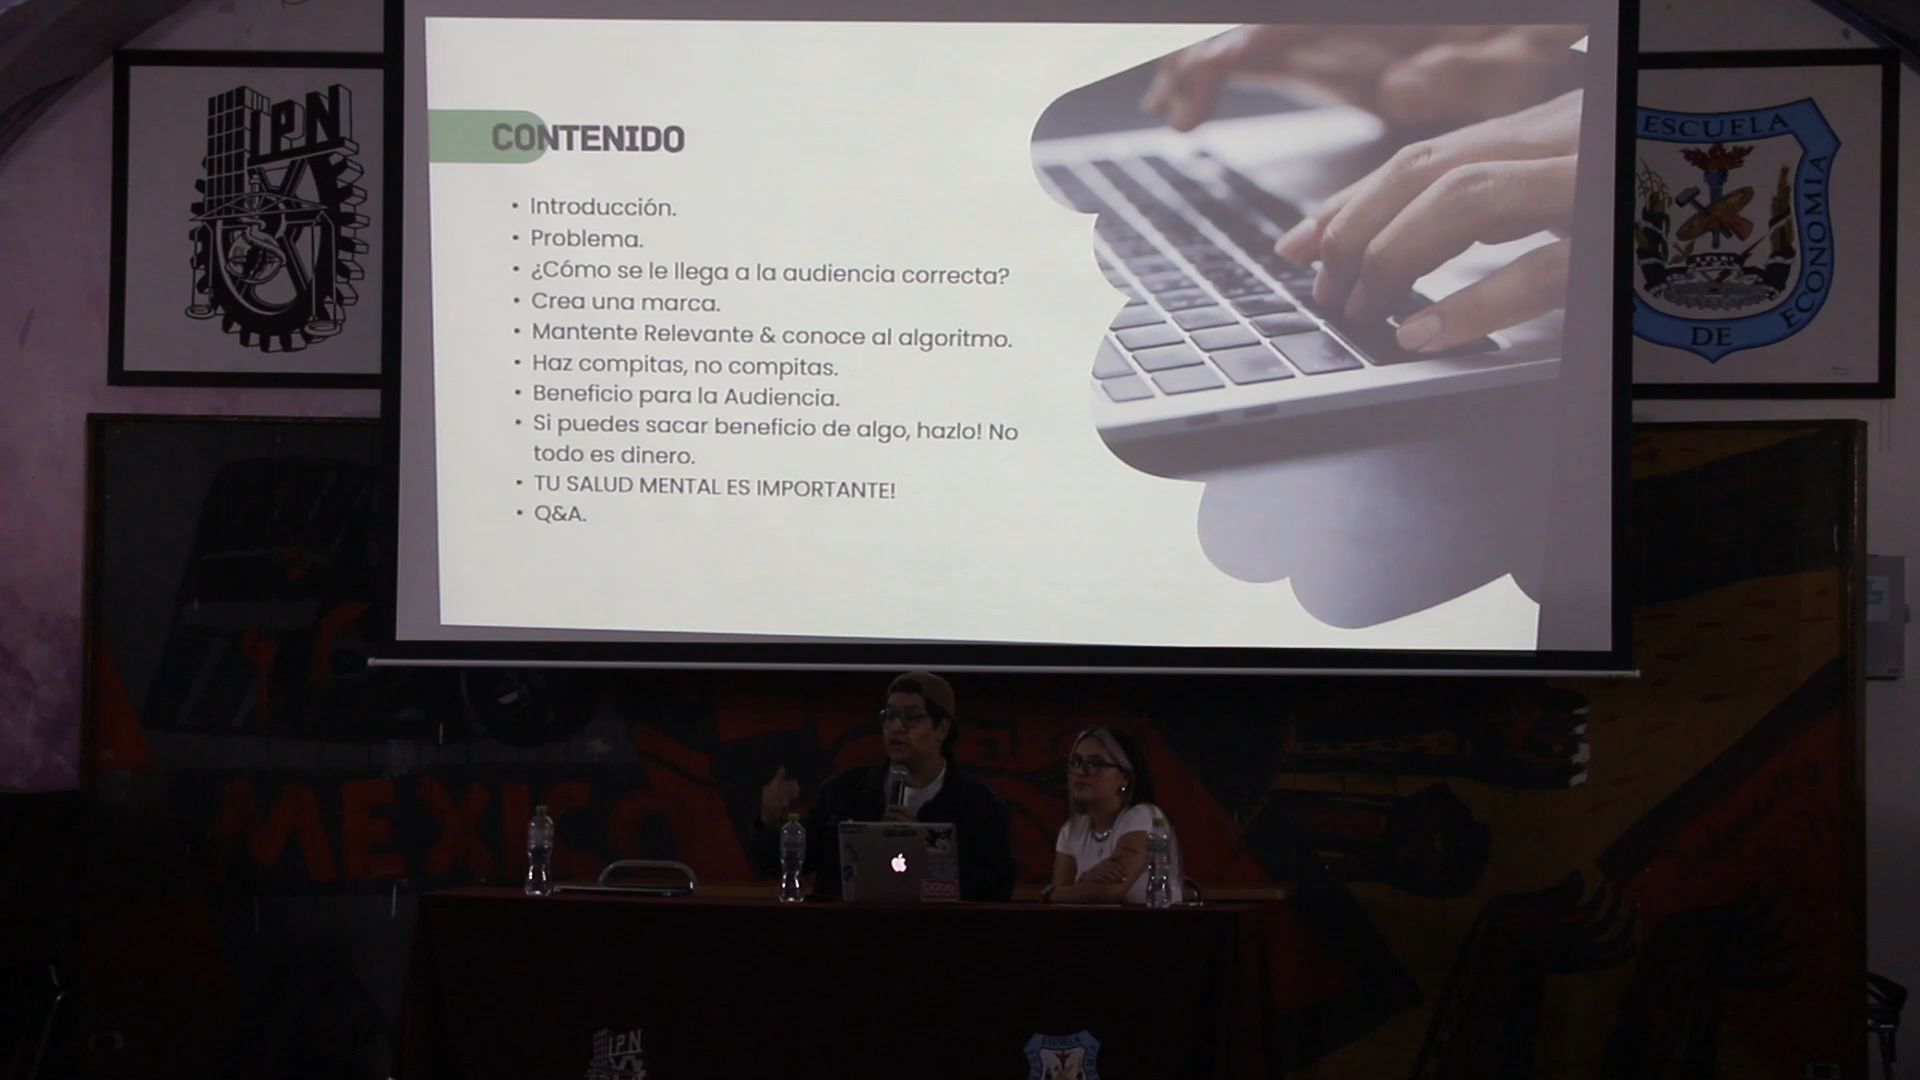 IPN
CONTENIDO
• Introducción.
• Problema.
• ¿Cómo se le llega a la audiencia correcta?
• Crea una marca.
• Mantente Relevante & conoce al algoritmo.
• Haz compitas, no compitas.
• Beneficio para la Audiencia.
• Si puedes sacar beneficio de algo, hazlo! No
todo es dinero.
• TU SALUD MENTAL ES IMPORTANTE!
• Q&A.
ESCUELA
DE
ECONOMIA
MEXICO
IPN
ESCUELA